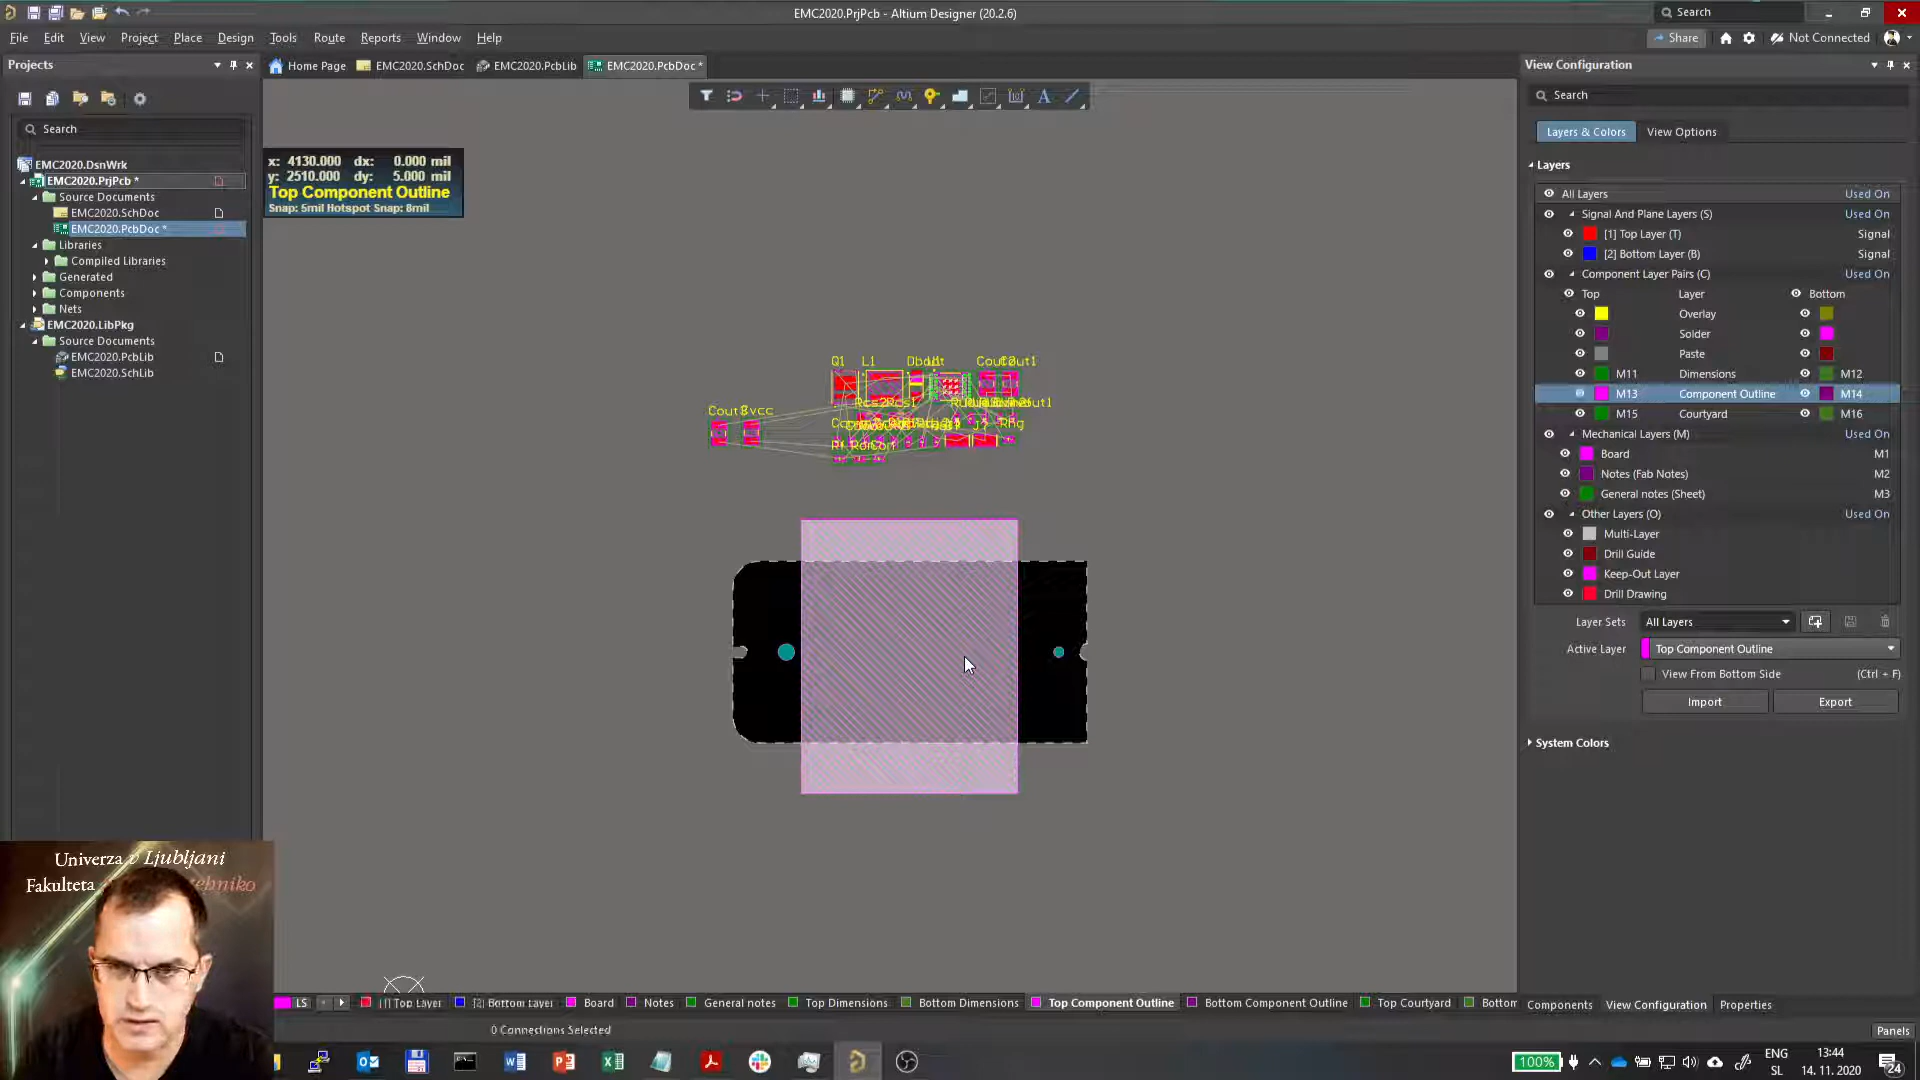 EMC2020.PrjPcb - Altium Designer (20.2.6)
Search
File Edit View Project Place Design Tools Route Reports Window Help
Share
Not Connected
Projects
Home Page
EMC2020.SchDoc
EMC2020.PcbLib
EMC2020.PcbDoc *
View Configuration
Search
Search
Layers & Colors
View Options
x: 4130.000 dx: 0.000 mil
y: 2510.000 dy: 5.000 mil
Top Component Outline
Snap: 5mil Hotspot Snap: 8mil
EMC2020.DsnWrk
EMC2020.PrjPcb *
Source Documents
EMC2020.SchDoc
EMC2020.PcbDoc *
Libraries
Compiled Libraries
Generated
Components
Nets
EMC2020.LibPkg
Source Documents
EMC2020.PcbLib
EMC2020.SchLib
Q1 L1
Layers
All Layers Used On
Signal And Plane Layers (S) Used On
[1] Top Layer (T) Signal
[2] Bottom Layer (B) Signal
Component Layer Pairs (C) Used On
Top Layer Bottom
Overlay
Solder
Paste
M11 Dimensions M12
M13 Component Outline M14
M15 Courtyard M16
Mechanical Layers (M) Used On
Board M1
Notes (Fab Notes) M2
General notes (Sheet) M3
Other Layers (O) Used On
Multi-Layer
Drill Guide
Keep-Out Layer
Drill Drawing
Layer Sets All Layers
Active Layer Top Component Outline
View From Bottom Side (Ctrl + F)
Import Export
System Colors
Univerza v Ljubljani
Fakulteta
LS
[1] Top Layer
[2] Bottom Layer
Board
Notes
General notes
Top Dimensions
Bottom Dimensions
Top Component Outline
Bottom Component Outline
Top Courtyard
Bottom
Components
View Configuration
Properties
0 Connections Selected
Panels
100%
ENG
SL
13:44
14. 11. 2020
24